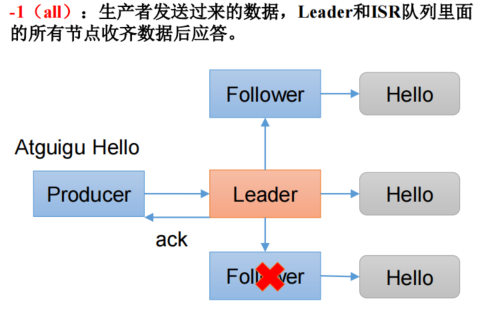 -1（all）：生产者发送过来的数据，Leader和ISR队列里面
的所有节点收齐数据后应答。
Follower
Hello
Atguigu Hello
Producer
Leader
Hello
ack
Hello